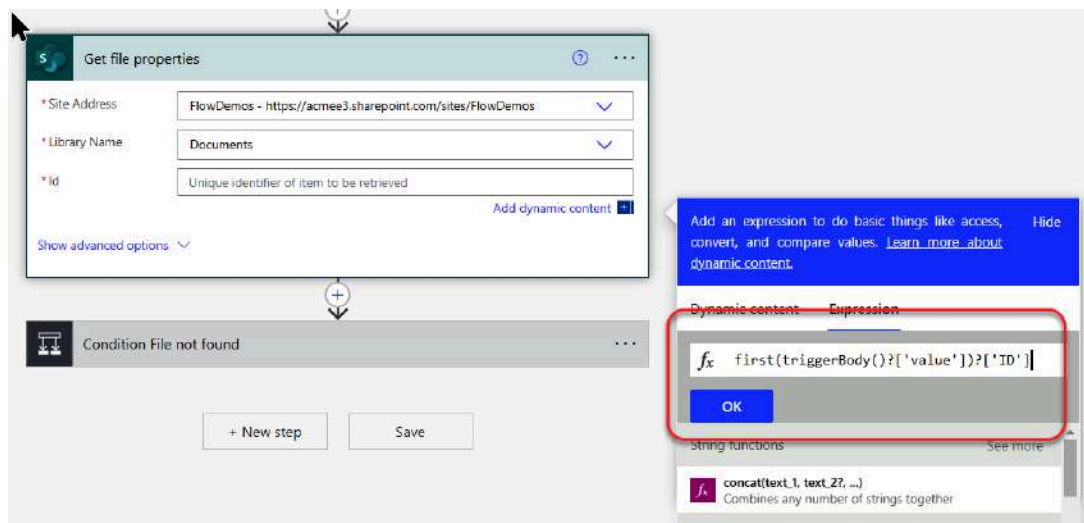 Get file properties
* Site Address
FlowDemos - https://acmee3.sharepoint.com/sites/FlowDemos
* Library Name
Documents
* Id
Unique identifier of item to be retrieved
Add dynamic content
Show advanced options
Condition File not found
+ New step
Save
Add an expression to do basic things like access,
convert, and compare values. Learn more about
dynamic content.
Hide
Dynamic content
Expression
fx first(triggerBody()?['value'])?['ID']
OK
String functions
See more
fx concat(text_1, text_2?, ...)
Combines any number of strings together